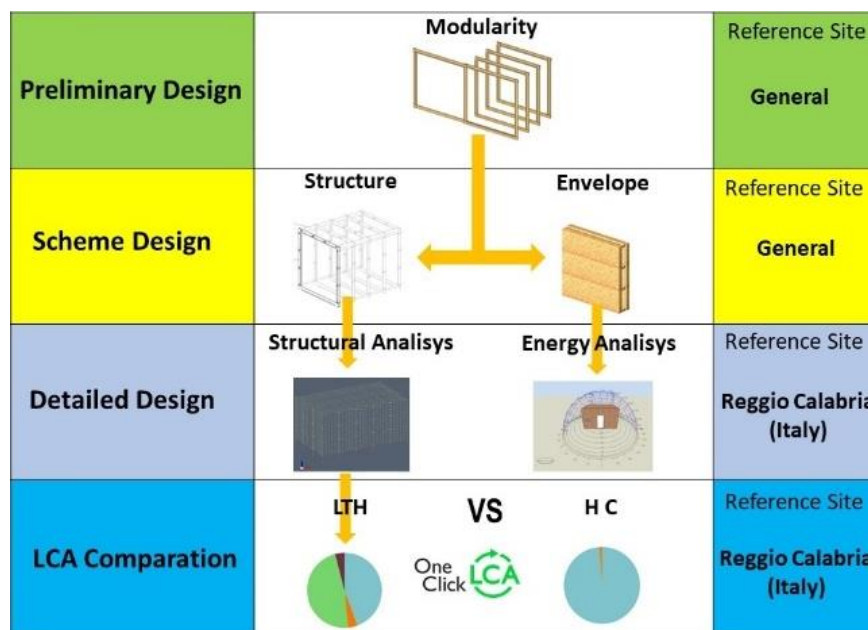 Preliminary Design
Modularity
Reference Site
General
Scheme Design
Structure
Envelope
Reference Site
General
Detailed Design
Structural Analisys
Energy Analisys
Reference Site
Reggio Calabria
(Italy)
LCA Comparation
LTH
VS
H C
One
Click
LCA
Reference Site
Reggio Calabria
(Italy)